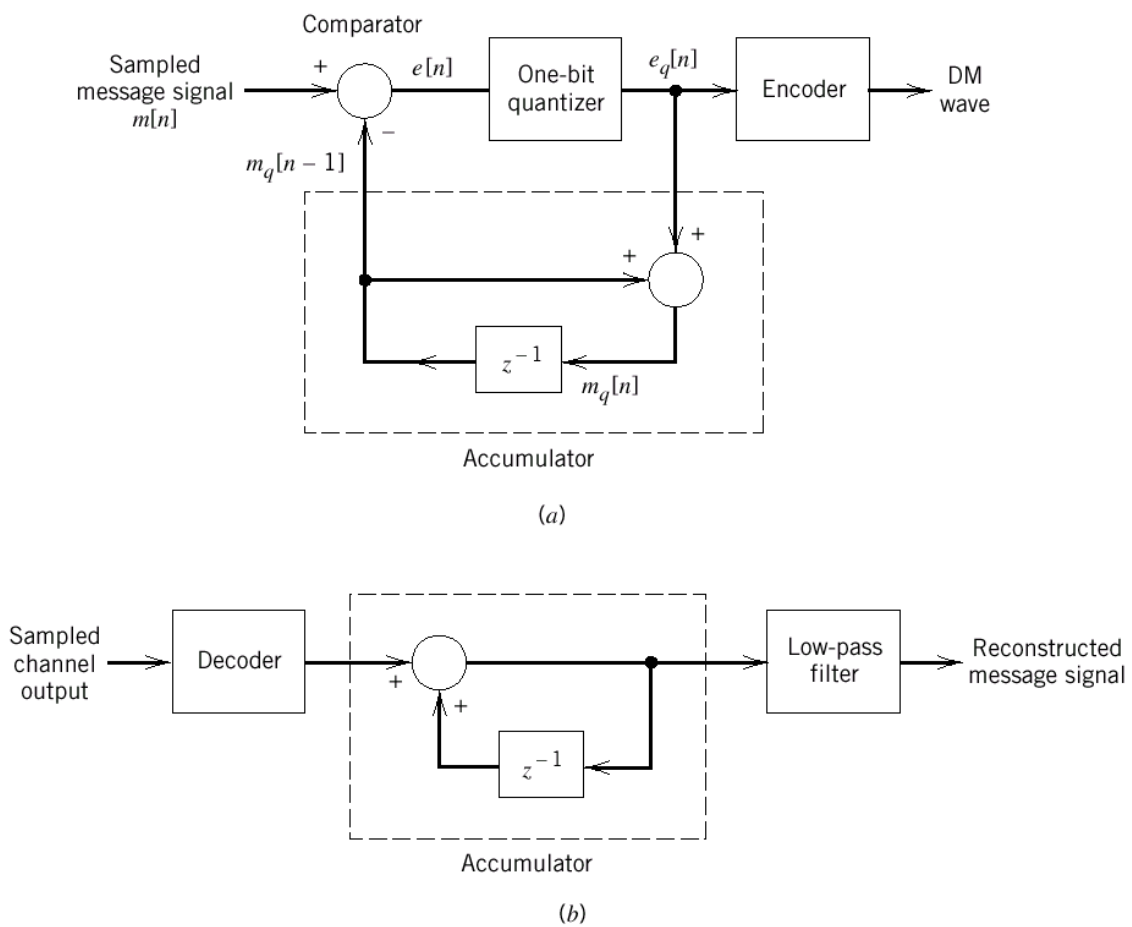 Comparator
Sampled
message signal
m[n]
+
−
e[n]
One-bit
quantizer
e_q[n]
Encoder
DM
wave
m_q[n − 1]
+
+
z^{−1}
m_q[n]
Accumulator
(a)
Sampled
channel
output
Decoder
+
+
z^{−1}
Low-pass
filter
Reconstructed
message signal
Accumulator
(b)